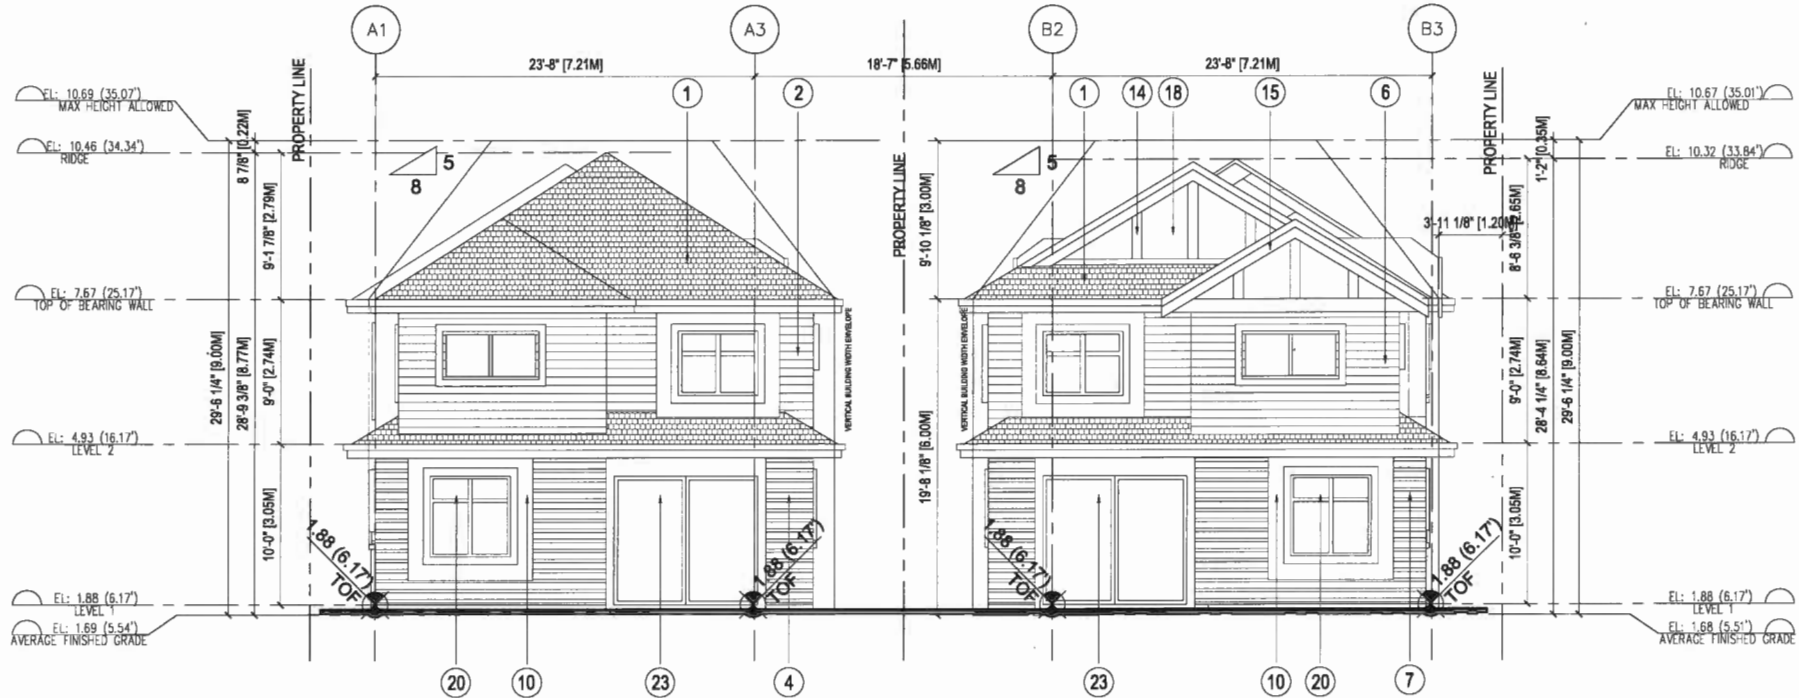 A1
A3
B2
B3
23'-8" [7.21M]
18'-7" [5.66M]
23'-8" [7.21M]
1
2
1
14
18
15
6
EL: 10.69 (35.07')
MAX HEIGHT ALLOWED
EL: 10.46 (34.34')
RIDGE
EL: 7.67 (25.17')
TOP OF BEARING WALL
EL: 4.93 (16.17')
LEVEL 2
EL: 1.88 (6.17')
LEVEL 1
EL: 1.69 (5.54')
AVERAGE FINISHED GRADE
29'-6 1/4" [9.00M]
28'-9 3/8" [8.77M]
8 7/8" [0.22M]
9'-1 7/8" [2.79M]
9'-0" [2.74M]
10'-0" [3.05M]
PROPERTY LINE
5
8
VERTICAL BUILDING WIDTH ENVELOPE
1.88 (6.17')
TOF
1.88 (6.17')
TOF
PROPERTY LINE
9'-10 1/8" [3.00M]
19'-8 1/8" [6.00M]
5
8
VERTICAL BUILDING WIDTH ENVELOPE
1.88 (6.17')
TOF
1.88 (6.17')
TOF
PROPERTY LINE
3'-11 1/8" [1.20M]
1'-2" [0.35M]
8'-6 3/8" [2.65M]
9'-0" [2.74M]
10'-0" [3.05M]
28'-4 1/4" [8.64M]
29'-6 1/4" [9.00M]
EL: 10.67 (35.01')
MAX HEIGHT ALLOWED
EL: 10.32 (33.84')
RIDGE
EL: 7.67 (25.17')
TOP OF BEARING WALL
EL: 4.93 (16.17')
LEVEL 2
EL: 1.88 (6.17')
LEVEL 1
EL: 1.68 (5.51')
AVERAGE FINISHED GRADE
20
10
23
4
23
10
20
7